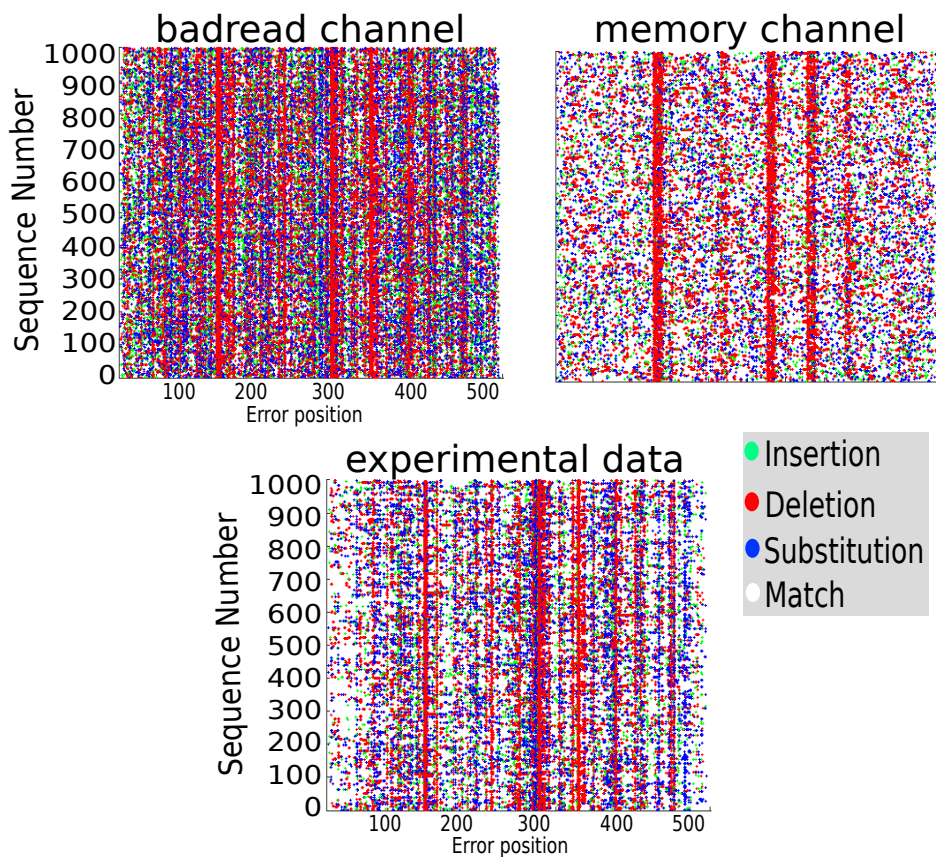 badread channel
memory channel
Sequence Number
1000
900
800
700
600
500
400
300
200
100
0
100 200 300 400 500
Error position
experimental data
Sequence Number
1000
900
800
700
600
500
400
300
200
100
0
100 200 300 400 500
Error position
Insertion
Deletion
Substitution
Match